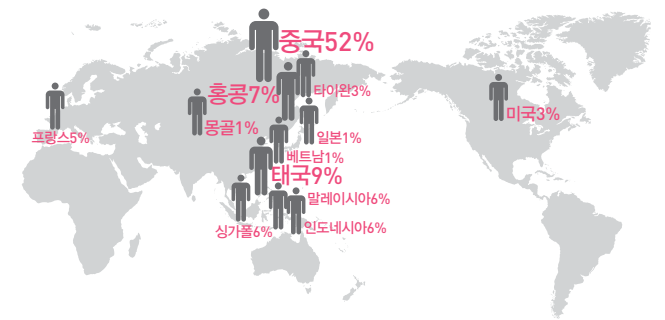 중국52%
홍콩7%
타이완3%
미국3%
몽골1%
프랑스5%
일본1%
베트남1%
태국9%
말레이시아6%
싱가폴6%
인도네시아6%